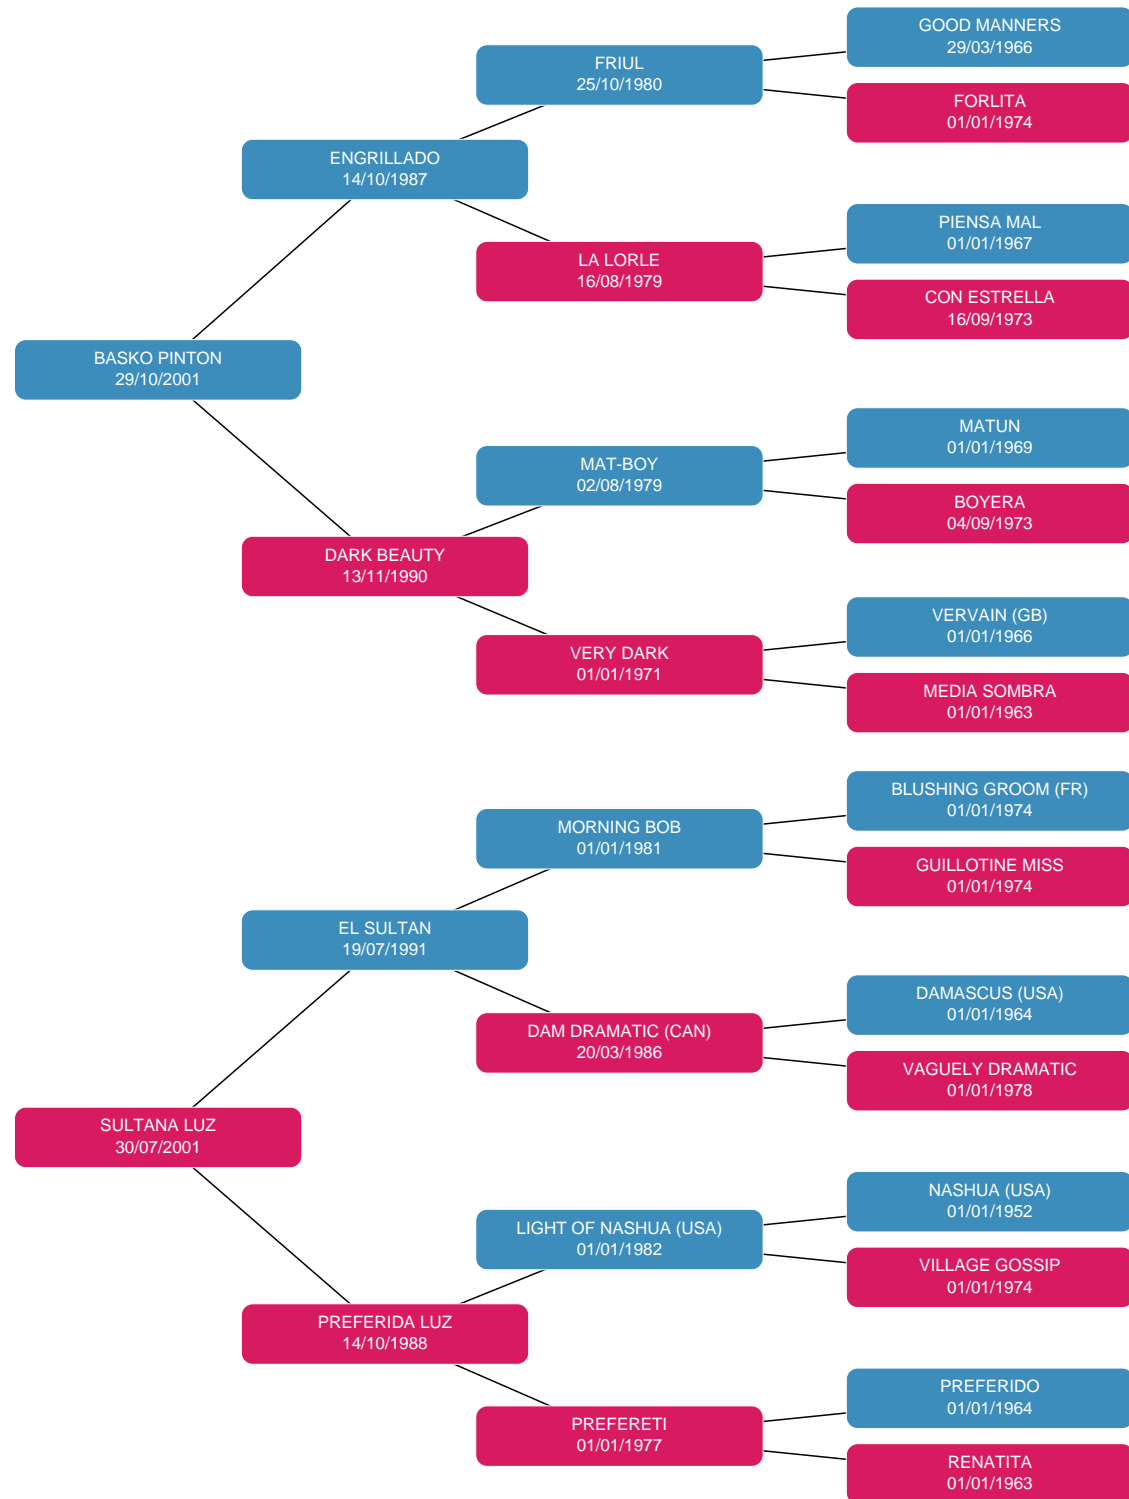 GOOD MANNERS
29/03/1966
FRIUL
25/10/1980
FORLITA
01/01/1974
ENGRILLADO
14/10/1987
PIENSA MAL
01/01/1967
LA LORLE
16/08/1979
CON ESTRELLA
16/09/1973
BASKO PINTON
29/10/2001
MATUN
01/01/1969
MAT-BOY
02/08/1979
BOYERA
04/09/1973
DARK BEAUTY
13/11/1990
VERVAIN (GB)
01/01/1966
VERY DARK
01/01/1971
MEDIA SOMBRA
01/01/1963
BLUSHING GROOM (FR)
01/01/1974
MORNING BOB
01/01/1981
GUILLOTINE MISS
01/01/1974
EL SULTAN
19/07/1991
DAMASCUS (USA)
01/01/1964
DAM DRAMATIC (CAN)
20/03/1986
VAGUELY DRAMATIC
01/01/1978
SULTANA LUZ
30/07/2001
NASHUA (USA)
01/01/1952
LIGHT OF NASHUA (USA)
01/01/1982
VILLAGE GOSSIP
01/01/1974
PREFERIDA LUZ
14/10/1988
PREFERIDO
01/01/1964
PREFERETI
01/01/1977
RENATITA
01/01/1963